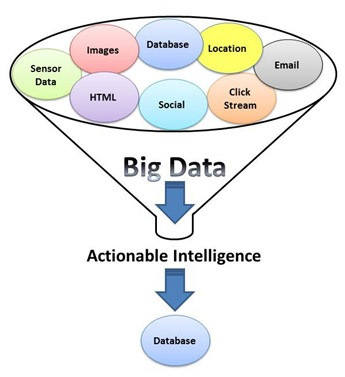 Images
Database
Location
Email
Sensor
Data
HTML
Social
Click
Stream
Big Data
Actionable Intelligence
Database